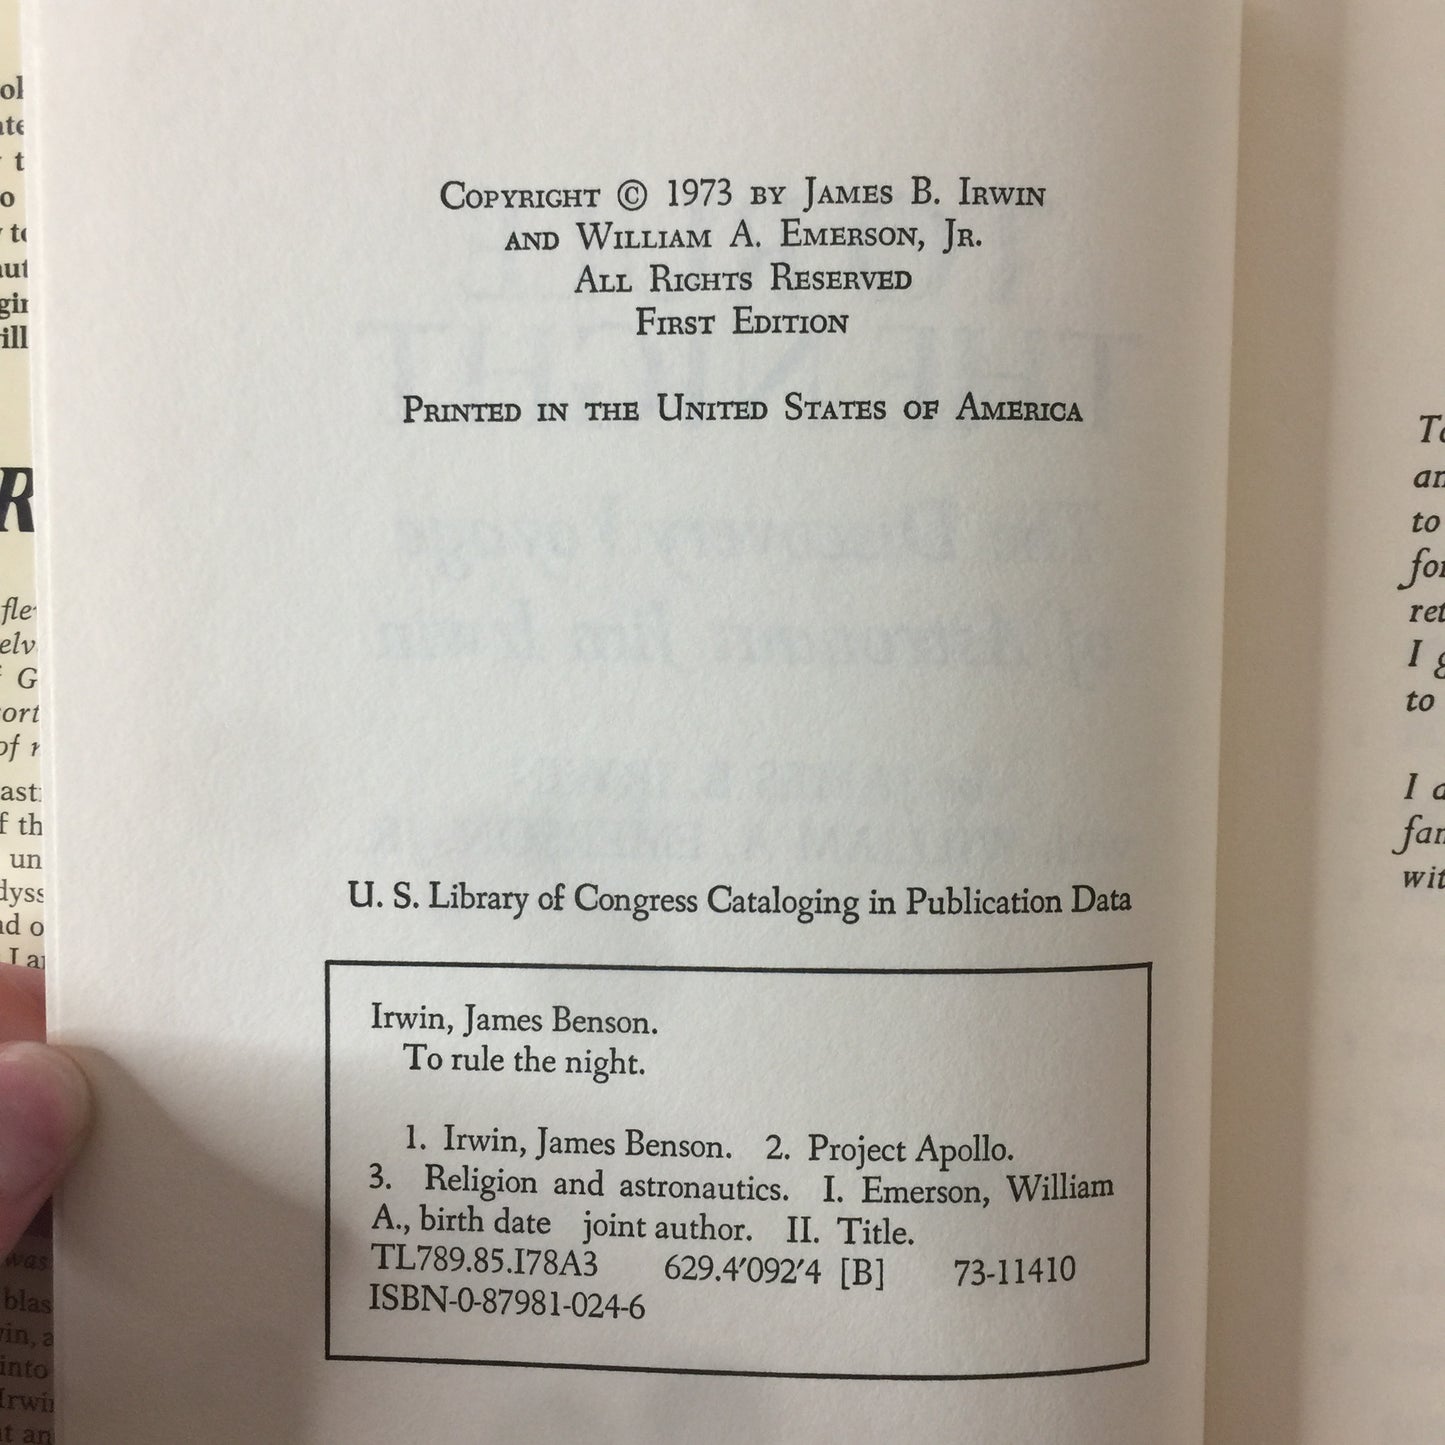 COPYRIGHT © 1973 BY JAMES B. IRWIN
AND WILLIAM A. EMERSON, JR.
ALL RIGHTS RESERVED
FIRST EDITION
PRINTED IN THE UNITED STATES OF AMERICA
U. S. Library of Congress Cataloging in Publication Data
Irwin, James Benson.
To rule the night.
1. Irwin, James Benson. 2. Project Apollo.
3. Religion and astronautics. I. Emerson, William
A., birth date joint author. II. Title.
TL789.85.I78A3 629.4′092′4 [B] 73-11410
ISBN-0-87981-024-6
to
I
to
I